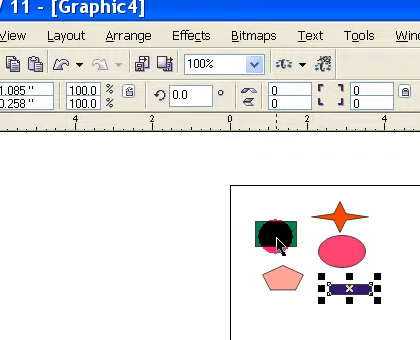 11 - [Graphic4]
View Layout Arrange Effects Bitmaps Text Tools Wind
100%
1.085 " 100.0 % 0.0 ° 0 0
0.258 " 100.0 % 0 0
4 2 0 2 4